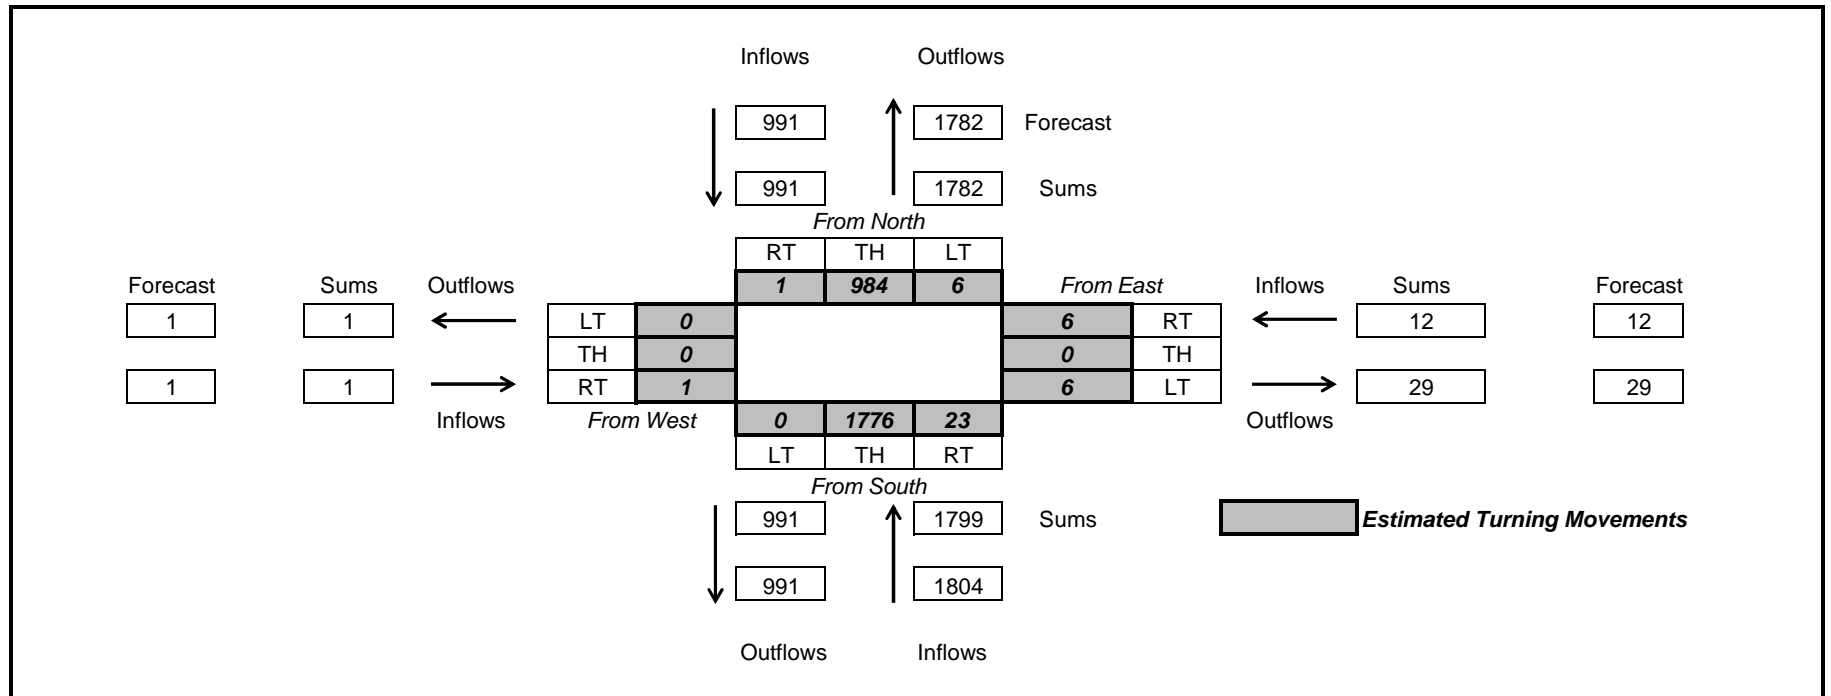 Inflows Outflows
991 1782 Forecast
991 1782 Sums
From North
RT TH LT
Forecast Sums Outflows 1 984 6 From East Inflows Sums Forecast
1 1 LT 0 6 RT 12 12
TH 0 0 TH
1 1 RT 1 6 LT 29 29
Inflows From West 0 1776 23 Outflows
LT TH RT
From South
991 1799 Sums Estimated Turning Movements
991 1804
Outflows Inflows